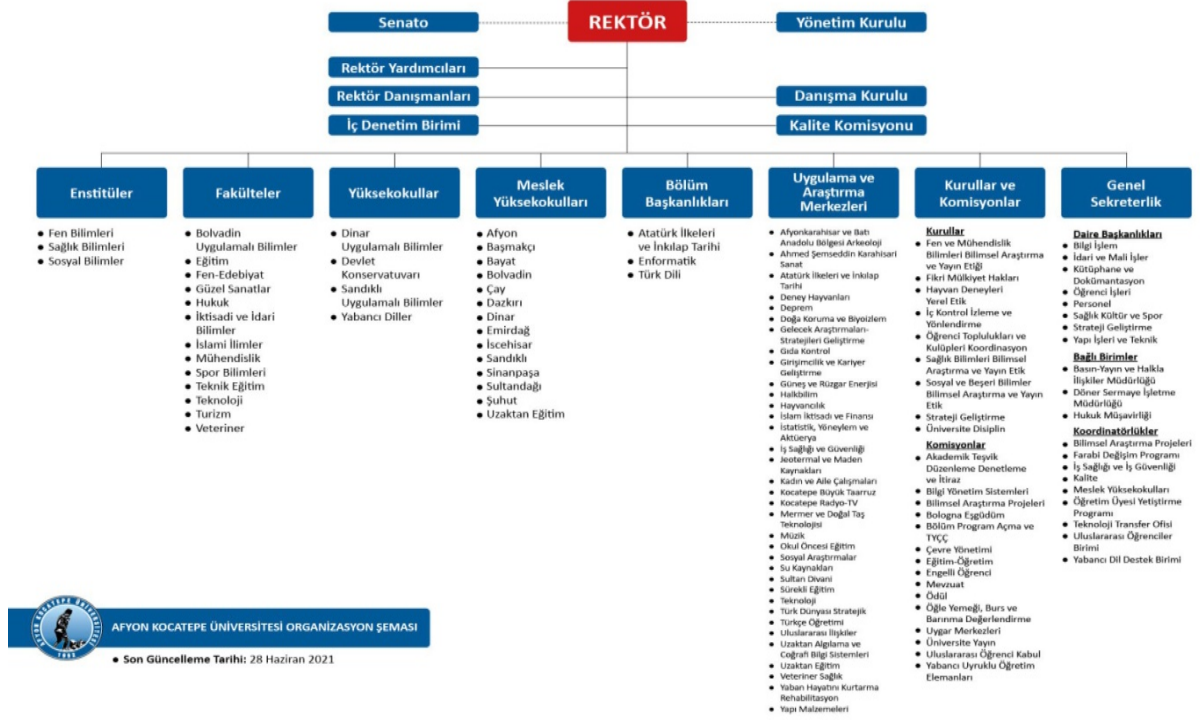 Senato
REKTÖR
Yönetim Kurulu
Rektör Yardımcıları
Rektör Danışmanları
Danışma Kurulu
İç Denetim Birimi
Kalite Komisyonu
Enstitüler
• Fen Bilimleri
• Sağlık Bilimleri
• Sosyal Bilimler
Fakülteler
• Bolvadin
Uygulamalı Bilimler
• Eğitim
• Fen-Edebiyat
• Güzel Sanatlar
• Hukuk
• İktisadi ve İdari
Bilimler
• İslami İlimler
• Mühendislik
• Spor Bilimleri
• Teknik Eğitim
• Teknoloji
• Turizm
• Veteriner
Yüksekokullar
• Dinar
Uygulamalı Bilimler
• Devlet
Konservatuvarı
• Sandıklı
Uygulamalı Bilimler
• Yabancı Diller
Meslek
Yüksekokulları
• Afyon
• Başmakçı
• Bayat
• Bolvadin
• Çay
• Dazkırı
• Dinar
• Emirdağ
• İscehisar
• Sandıklı
• Sinanpaşa
• Sultandağı
• Şuhut
• Uzaktan Eğitim
Bölüm
Başkanlıkları
• Atatürk İlkeleri
ve İnkılap Tarihi
• Enformatik
• Türk Dili
Uygulama ve
Araştırma
Merkezleri
• Afyonkarahisar ve Batı
Anadolu Bölgesi Arkeoloji
• Ahmed Şemseddin Karahisari
Sanat
• Atatürk İlkeleri ve İnkılap
Tarihi
• Deney Hayvanları
• Deprem
• Doğa Koruma ve Biyoizlem
• Gelecek Araştırmaları-
Stratejileri Geliştirme
• Gıda Kontrol
• Girişimcilik ve Kariyer
Geliştirme
• Güneş ve Rüzgar Enerjisi
• Halkbilim
• Hayvancılık
• İslam İktisadı ve Finansı
• İstatistik, Yöneylem ve
Aktüerya
• İş Sağlığı ve Güvenliği
• Jeotermal ve Maden
Kaynakları
• Kadın ve Aile Çalışmaları
• Kocatepe Büyük Taarruz
• Kocatepe Radyo-TV
• Mermer ve Doğal Taş
Teknolojisi
• Müzik
• Okul Öncesi Eğitim
• Sosyal Araştırmalar
• Su Kaynakları
• Sultan Divani
• Sürekli Eğitim
• Teknoloji
• Türk Dünyası Stratejik
• Türkçe Öğretimi
• Uluslararası İlişkiler
• Uzaktan Algılama ve
Coğrafi Bilgi Sistemleri
• Uzaktan Eğitim
• Veteriner Sağlık
• Yaban Hayatını Kurtarma
Rehabilitasyon
• Yapı Malzemeleri
Kurullar ve
Komisyonlar
Kurullar
• Fen ve Mühendislik
Bilimleri Bilimsel Araştırma
ve Yayın Etiği
• Fikri Mülkiyet Hakları
• Hayvan Deneyleri
Yerel Etik
• İç Kontrol İzleme ve
Yönlendirme
• Öğrenci Toplulukları ve
Kulüpleri Koordinasyon
• Sağlık Bilimleri Bilimsel
Araştırma ve Yayın Etik
• Sosyal ve Beşeri Bilimler
Bilimsel Araştırma ve Yayın
Etik
• Strateji Geliştirme
• Üniversite Disiplin
Komisyonlar
• Akademik Teşvik
Düzenleme Denetleme
ve İtiraz
• Bilgi Yönetim Sistemleri
• Bilimsel Araştırma Projeleri
• Bologna Eşgüdüm
• Bölüm Program Açma ve
TYÇÇ
• Çevre Yönetimi
• Eğitim-Öğretim
• Engelli Öğrenci
• Mevzuat
• Ödül
• Öğle Yemeği, Burs ve
Barınma Değerlendirme
• Uygar Merkezleri
• Üniversite Yayın
• Uluslararası Öğrenci Kabul
• Yabancı Uyruklu Öğretim
Elemanları
Genel
Sekreterlik
Daire Başkanlıkları
• Bilgi İşlem
• İdari ve Mali İşler
• Kütüphane ve
Dokümantasyon
• Öğrenci İşleri
• Personel
• Sağlık Kültür ve Spor
• Strateji Geliştirme
• Yapı İşleri ve Teknik
Bağlı Birimler
• Basın-Yayın ve Halkla
İlişkiler Müdürlüğü
• Döner Sermaye İşletme
Müdürlüğü
• Hukuk Müşavirliği
Koordinatörlükler
• Bilimsel Araştırma Projeleri
• Farabi Değişim Programı
• İş Sağlığı ve İş Güvenliği
• Kalite
• Meslek Yüksekokulları
• Öğretim Üyesi Yetiştirme
Programı
• Teknoloji Transfer Ofisi
• Uluslararası Öğrenciler
Birimi
• Yabancı Dil Destek Birimi
AFYON KOCATEPE ÜNİVERSİTESİ
1992
AFYON KOCATEPE ÜNİVERSİTESİ ORGANİZASYON ŞEMASI
• Son Güncelleme Tarihi: 28 Haziran 2021